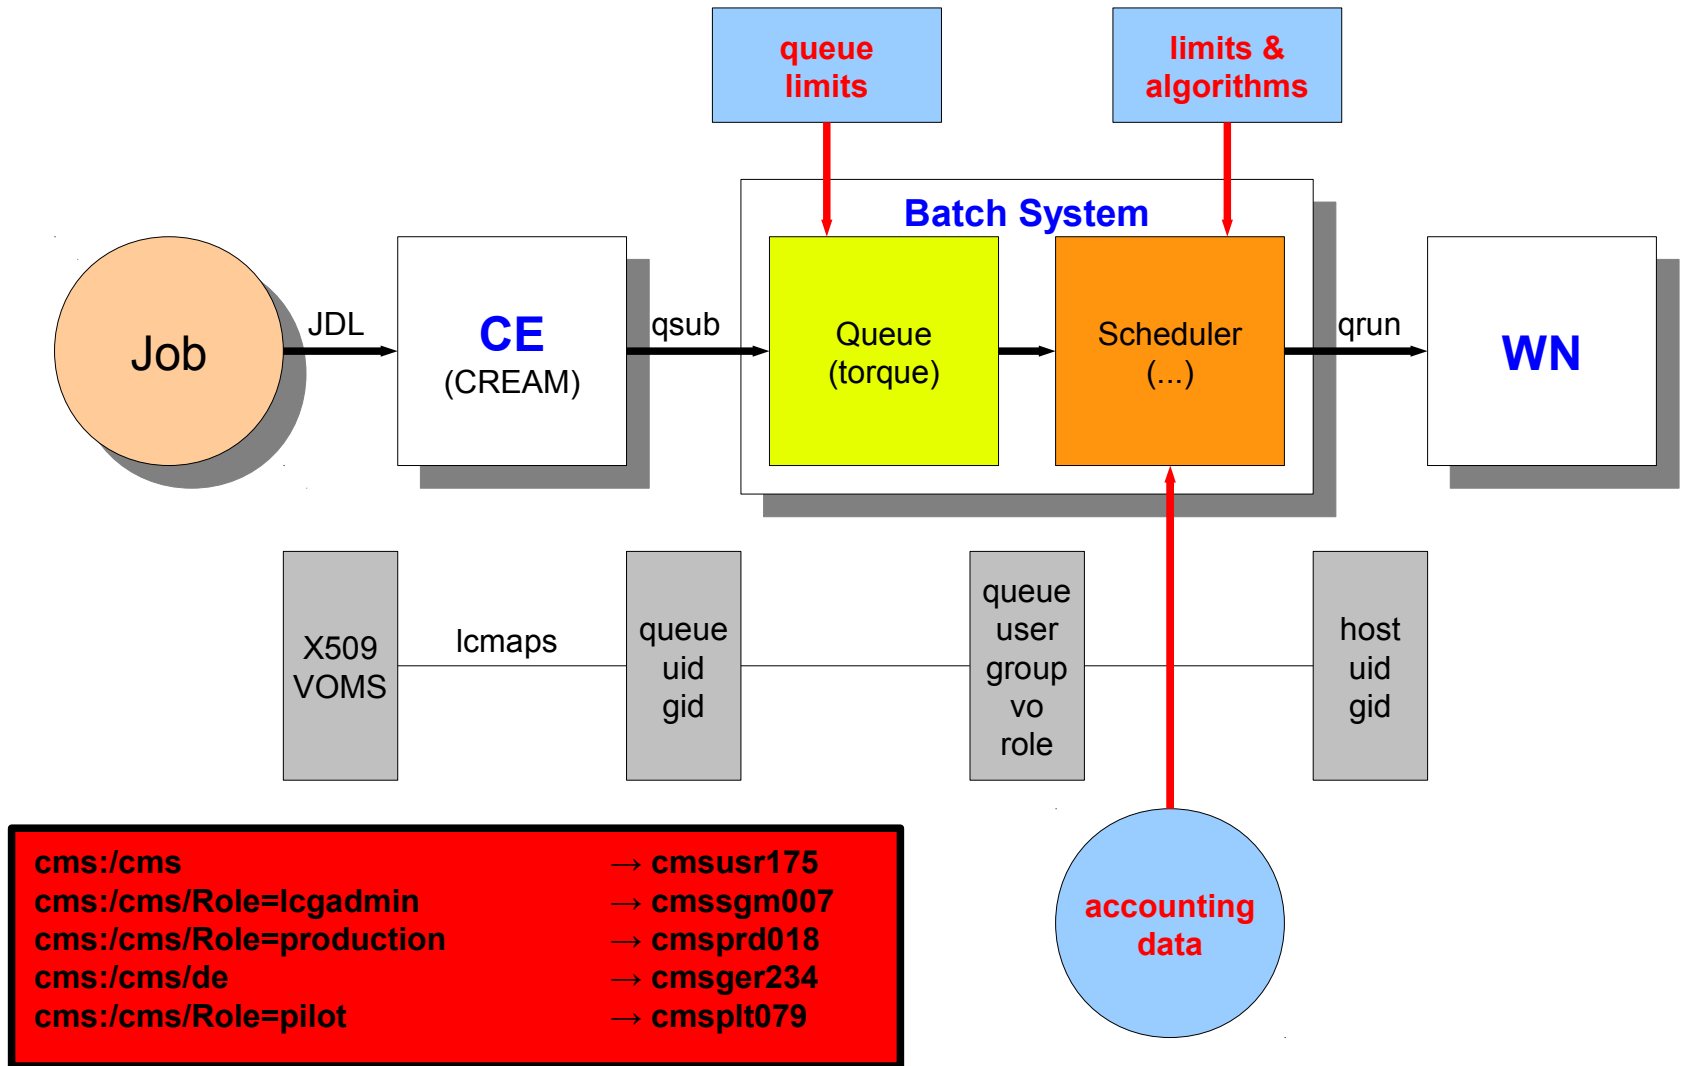 queue
limits
limits &
algorithms
Batch System
Job
JDL
CE
(CREAM)
qsub
Queue
(torque)
Scheduler
(...)
qrun
WN
X509
VOMS
lcmaps
queue
uid
gid
queue
user
group
vo
role
host
uid
gid
cms:/cms → cmsusr175
cms:/cms/Role=lcgadmin → cmssgm007
cms:/cms/Role=production → cmsprd018
cms:/cms/de → cmsger234
cms:/cms/Role=pilot → cmsplt079
accounting
data